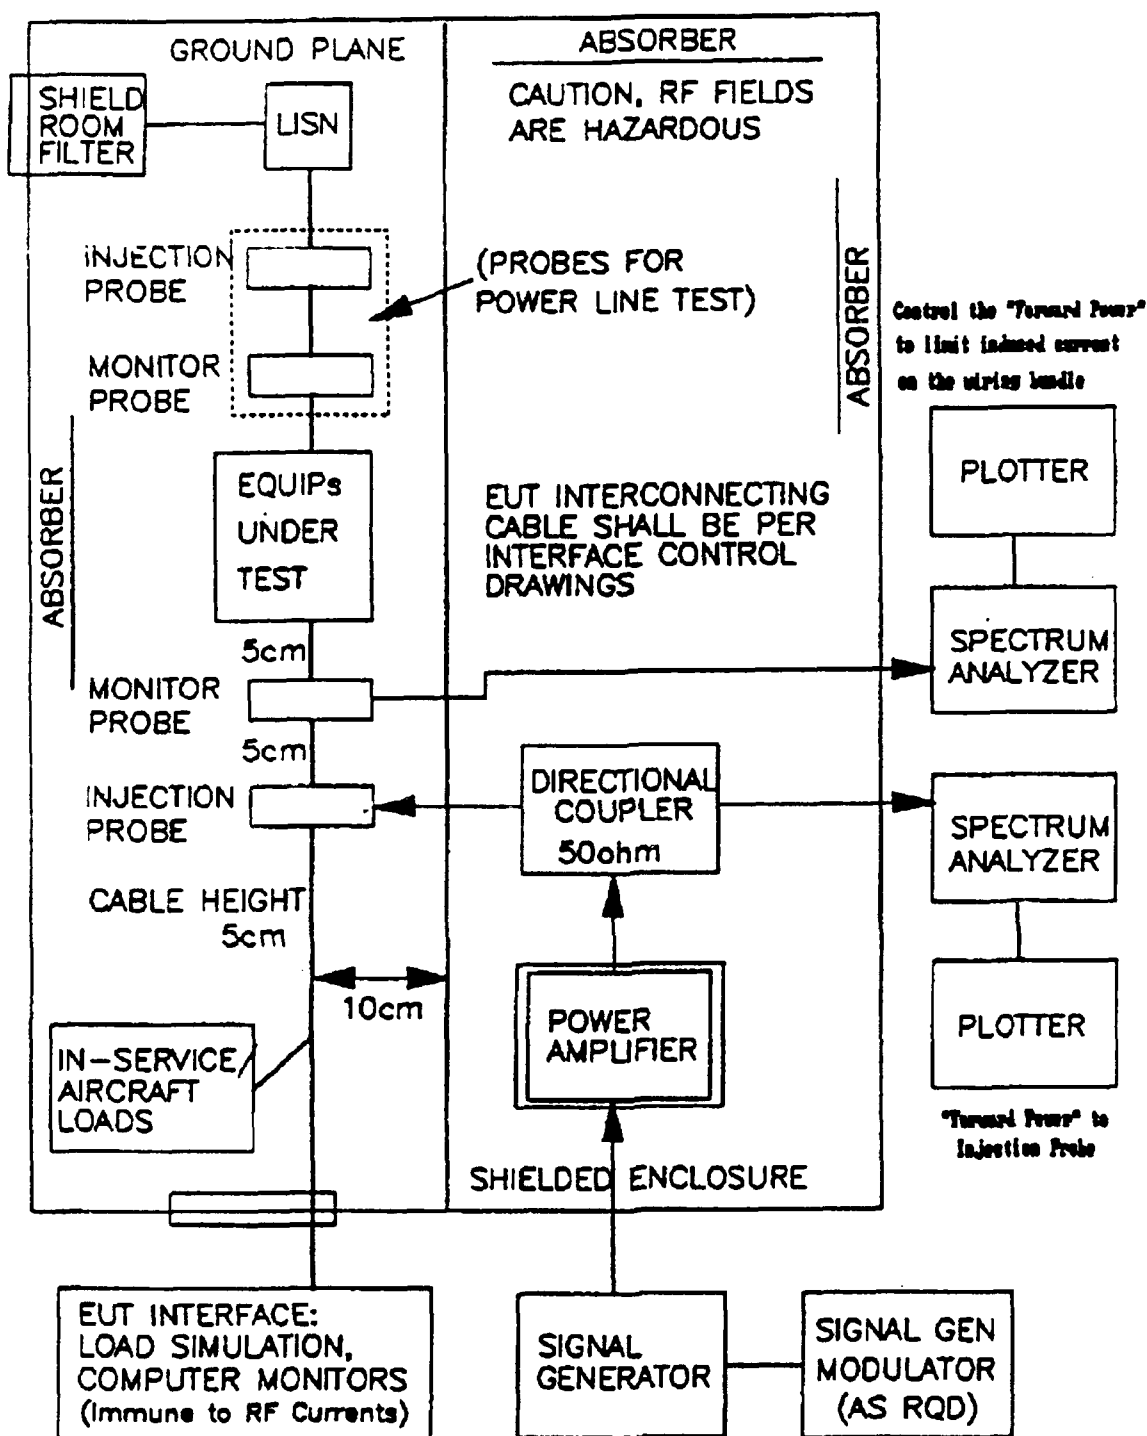 GROUND PLANE
SHIELD
ROOM
FILTER
LISN
ABSORBER
CAUTION, RF FIELDS
ARE HAZARDOUS
INJECTION
PROBE
(PROBES FOR
POWER LINE TEST)
MONITOR
PROBE
ABSORBER
Control the "Forward Power"
to limit induced current
on the wiring bundle
PLOTTER
ABSORBER
EQUIPs
UNDER
TEST
EUT INTERCONNECTING
CABLE SHALL BE PER
INTERFACE CONTROL
DRAWINGS
SPECTRUM
ANALYZER
5cm
MONITOR
PROBE
5cm
INJECTION
PROBE
DIRECTIONAL
COUPLER
50ohm
SPECTRUM
ANALYZER
CABLE HEIGHT
5cm
10cm
POWER
AMPLIFIER
PLOTTER
"Forward Power" to
Injection Probe
IN-SERVICE/
AIRCRAFT
LOADS
SHIELDED ENCLOSURE
EUT INTERFACE:
LOAD SIMULATION,
COMPUTER MONITORS
(Immune to RF Currents)
SIGNAL
GENERATOR
SIGNAL GEN
MODULATOR
(AS RQD)